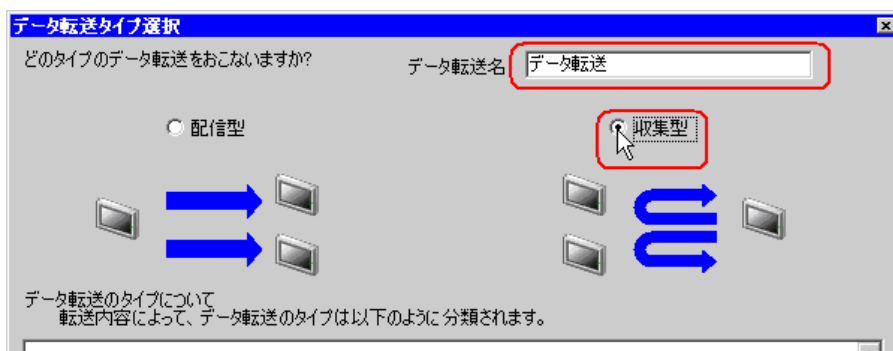 データ転送タイプ選択
どのタイプのデータ転送をおこないますか?
データ転送名
データ転送
配信型
収集型
データ転送のタイプについて
転送内容によって、データ転送のタイプは以下のように分類されます。